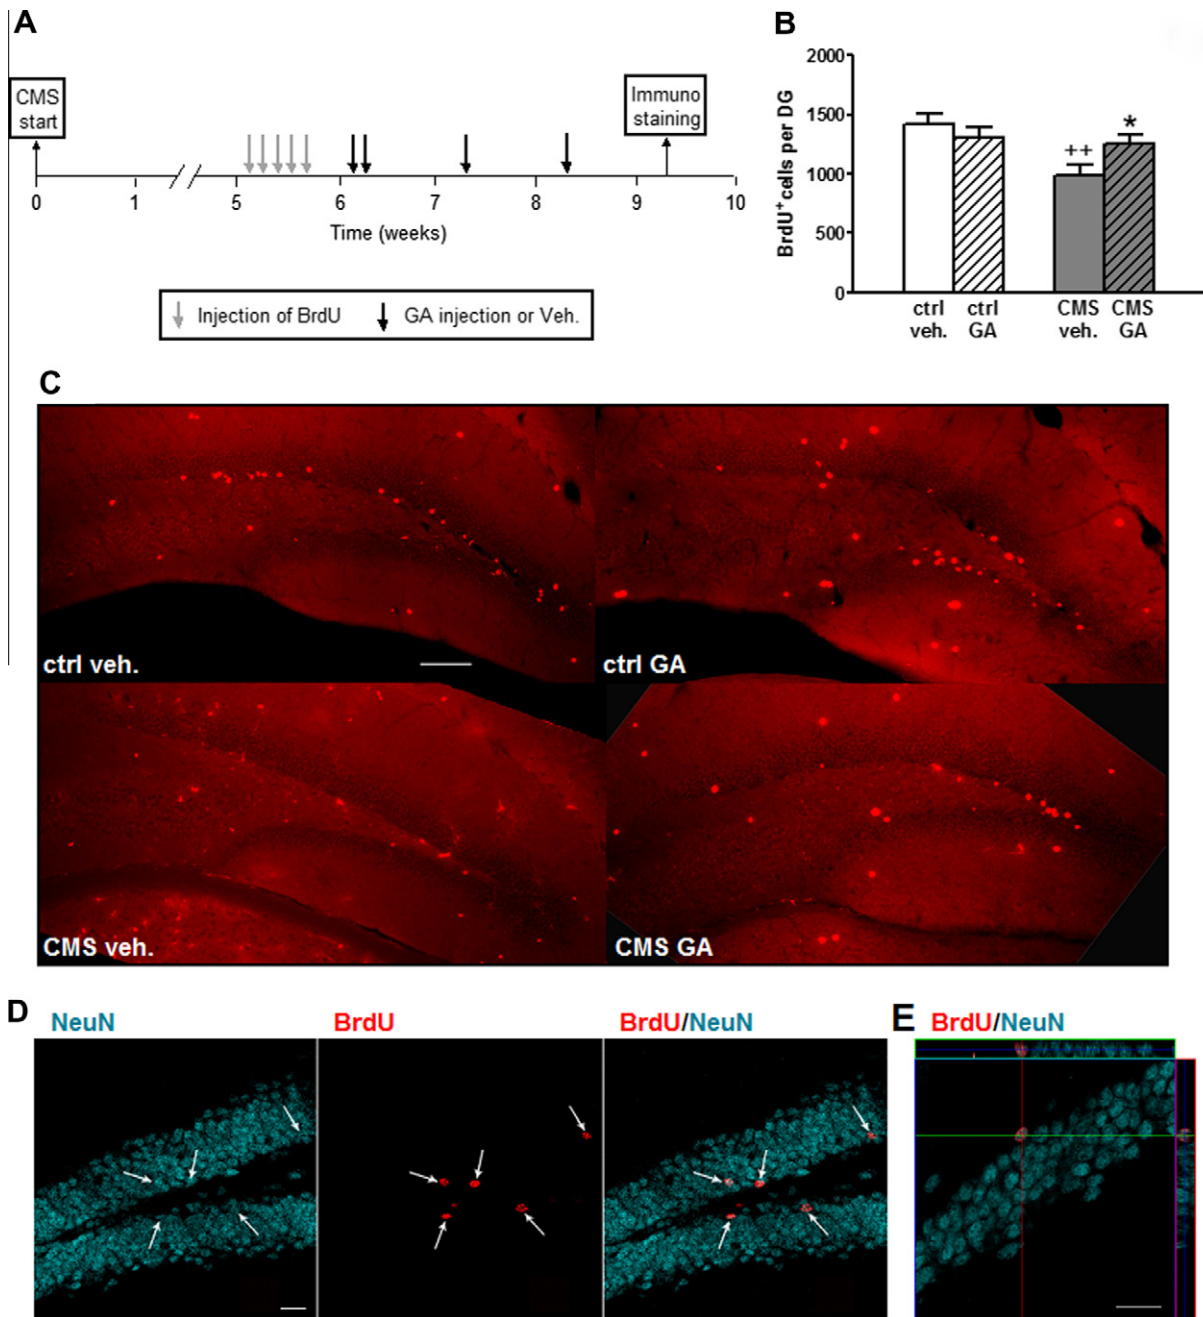 A
CMS
start
Immuno
staining
0 1 5 6 7 8 9 10
Time (weeks)
Injection of BrdU GA injection or Veh.
B
BrdU+ cells per DG
2000
1500
1000
500
0
++
*
ctrl ctrl CMS CMS
veh. GA veh. GA
C
ctrl veh.
ctrl GA
CMS veh.
CMS GA
D
NeuN
BrdU
BrdU/NeuN
E
BrdU/NeuN